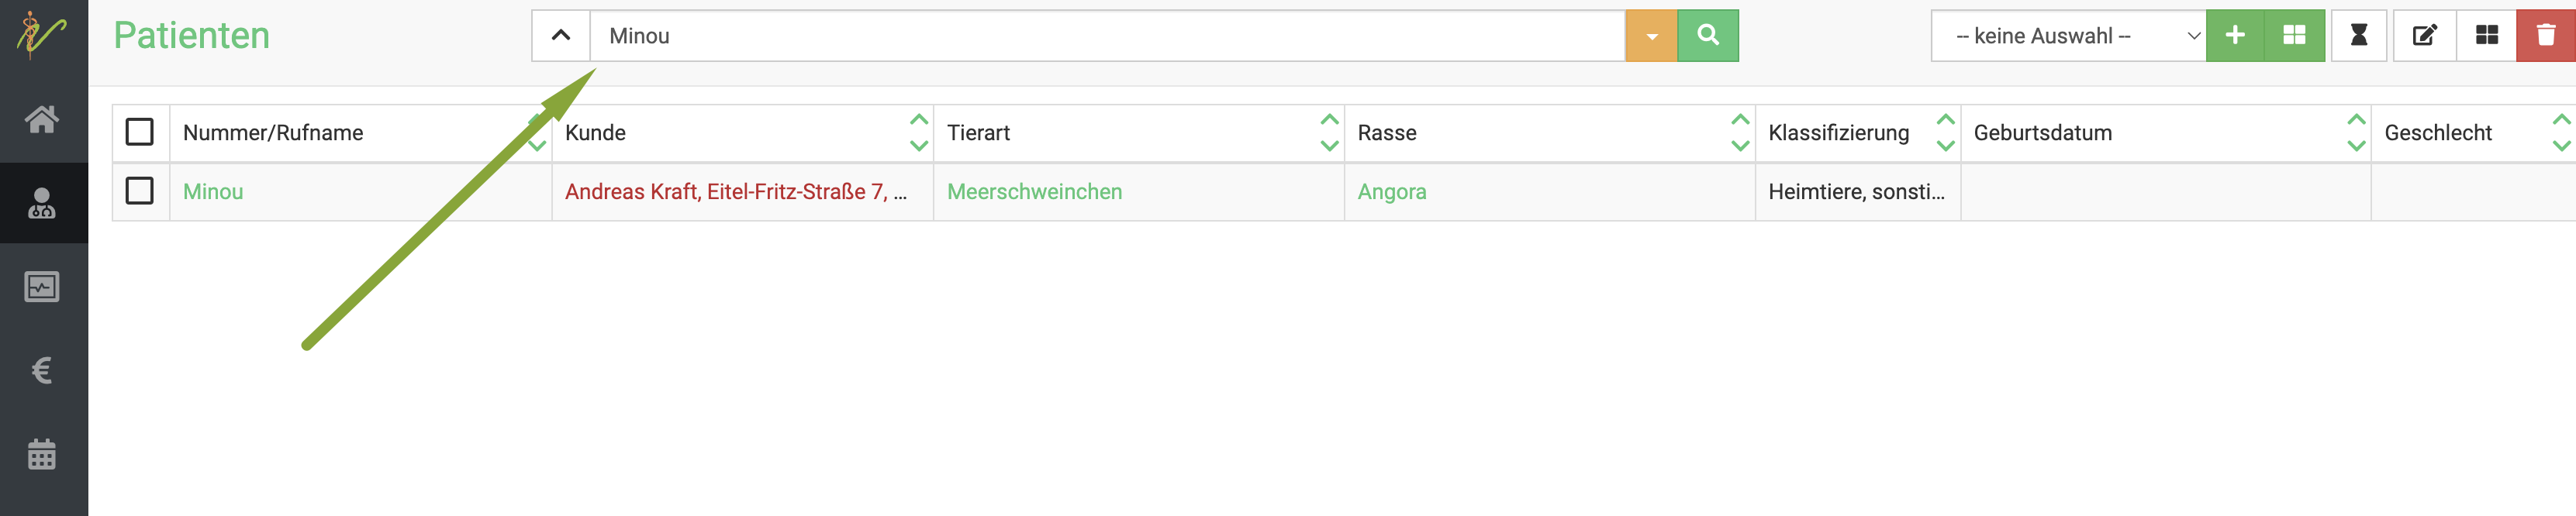 Patienten
Minou
-- keine Auswahl --
Nummer/Rufname Kunde Tierart Rasse Klassifizierung Geburtsdatum Geschlecht
Minou Andreas Kraft, Eitel-Fritz-Straße 7, ... Meerschweinchen Angora Heimtiere, sonsti...
€